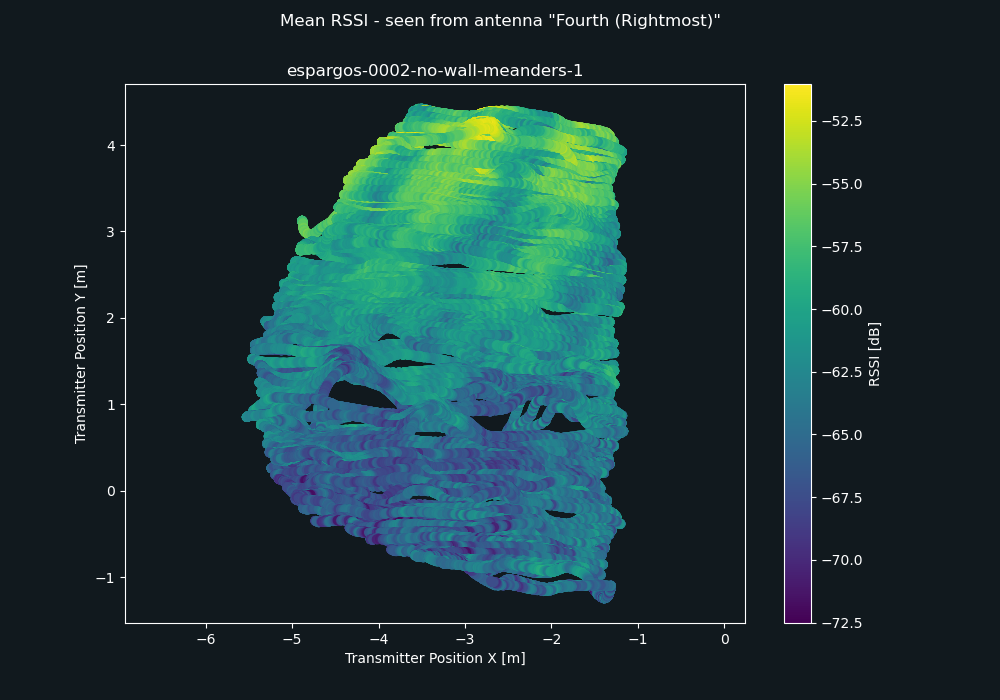 Mean RSSI - seen from antenna "Fourth (Rightmost)"
espargos-0002-no-wall-meanders-1
4
3
2
1
0
−1
Transmitter Position Y [m]
−6 −5 −4 −3 −2 −1 0
Transmitter Position X [m]
−52.5
−55.0
−57.5
−60.0
−62.5
−65.0
−67.5
−70.0
−72.5
RSSI [dB]